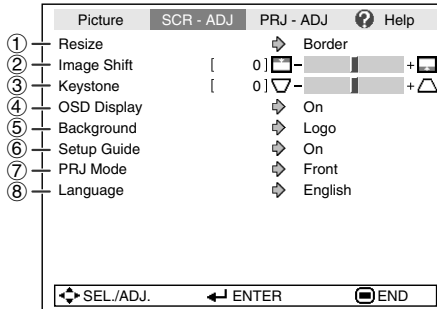 Picture SCR - ADJ PRJ - ADJ ? Help
① Resize Border
② Image Shift [ 0 ] - +
③ Keystone [ 0 ] - +
④ OSD Display On
⑤ Background Logo
⑥ Setup Guide On
⑦ PRJ Mode Front
⑧ Language English
SEL./ADJ. ENTER END